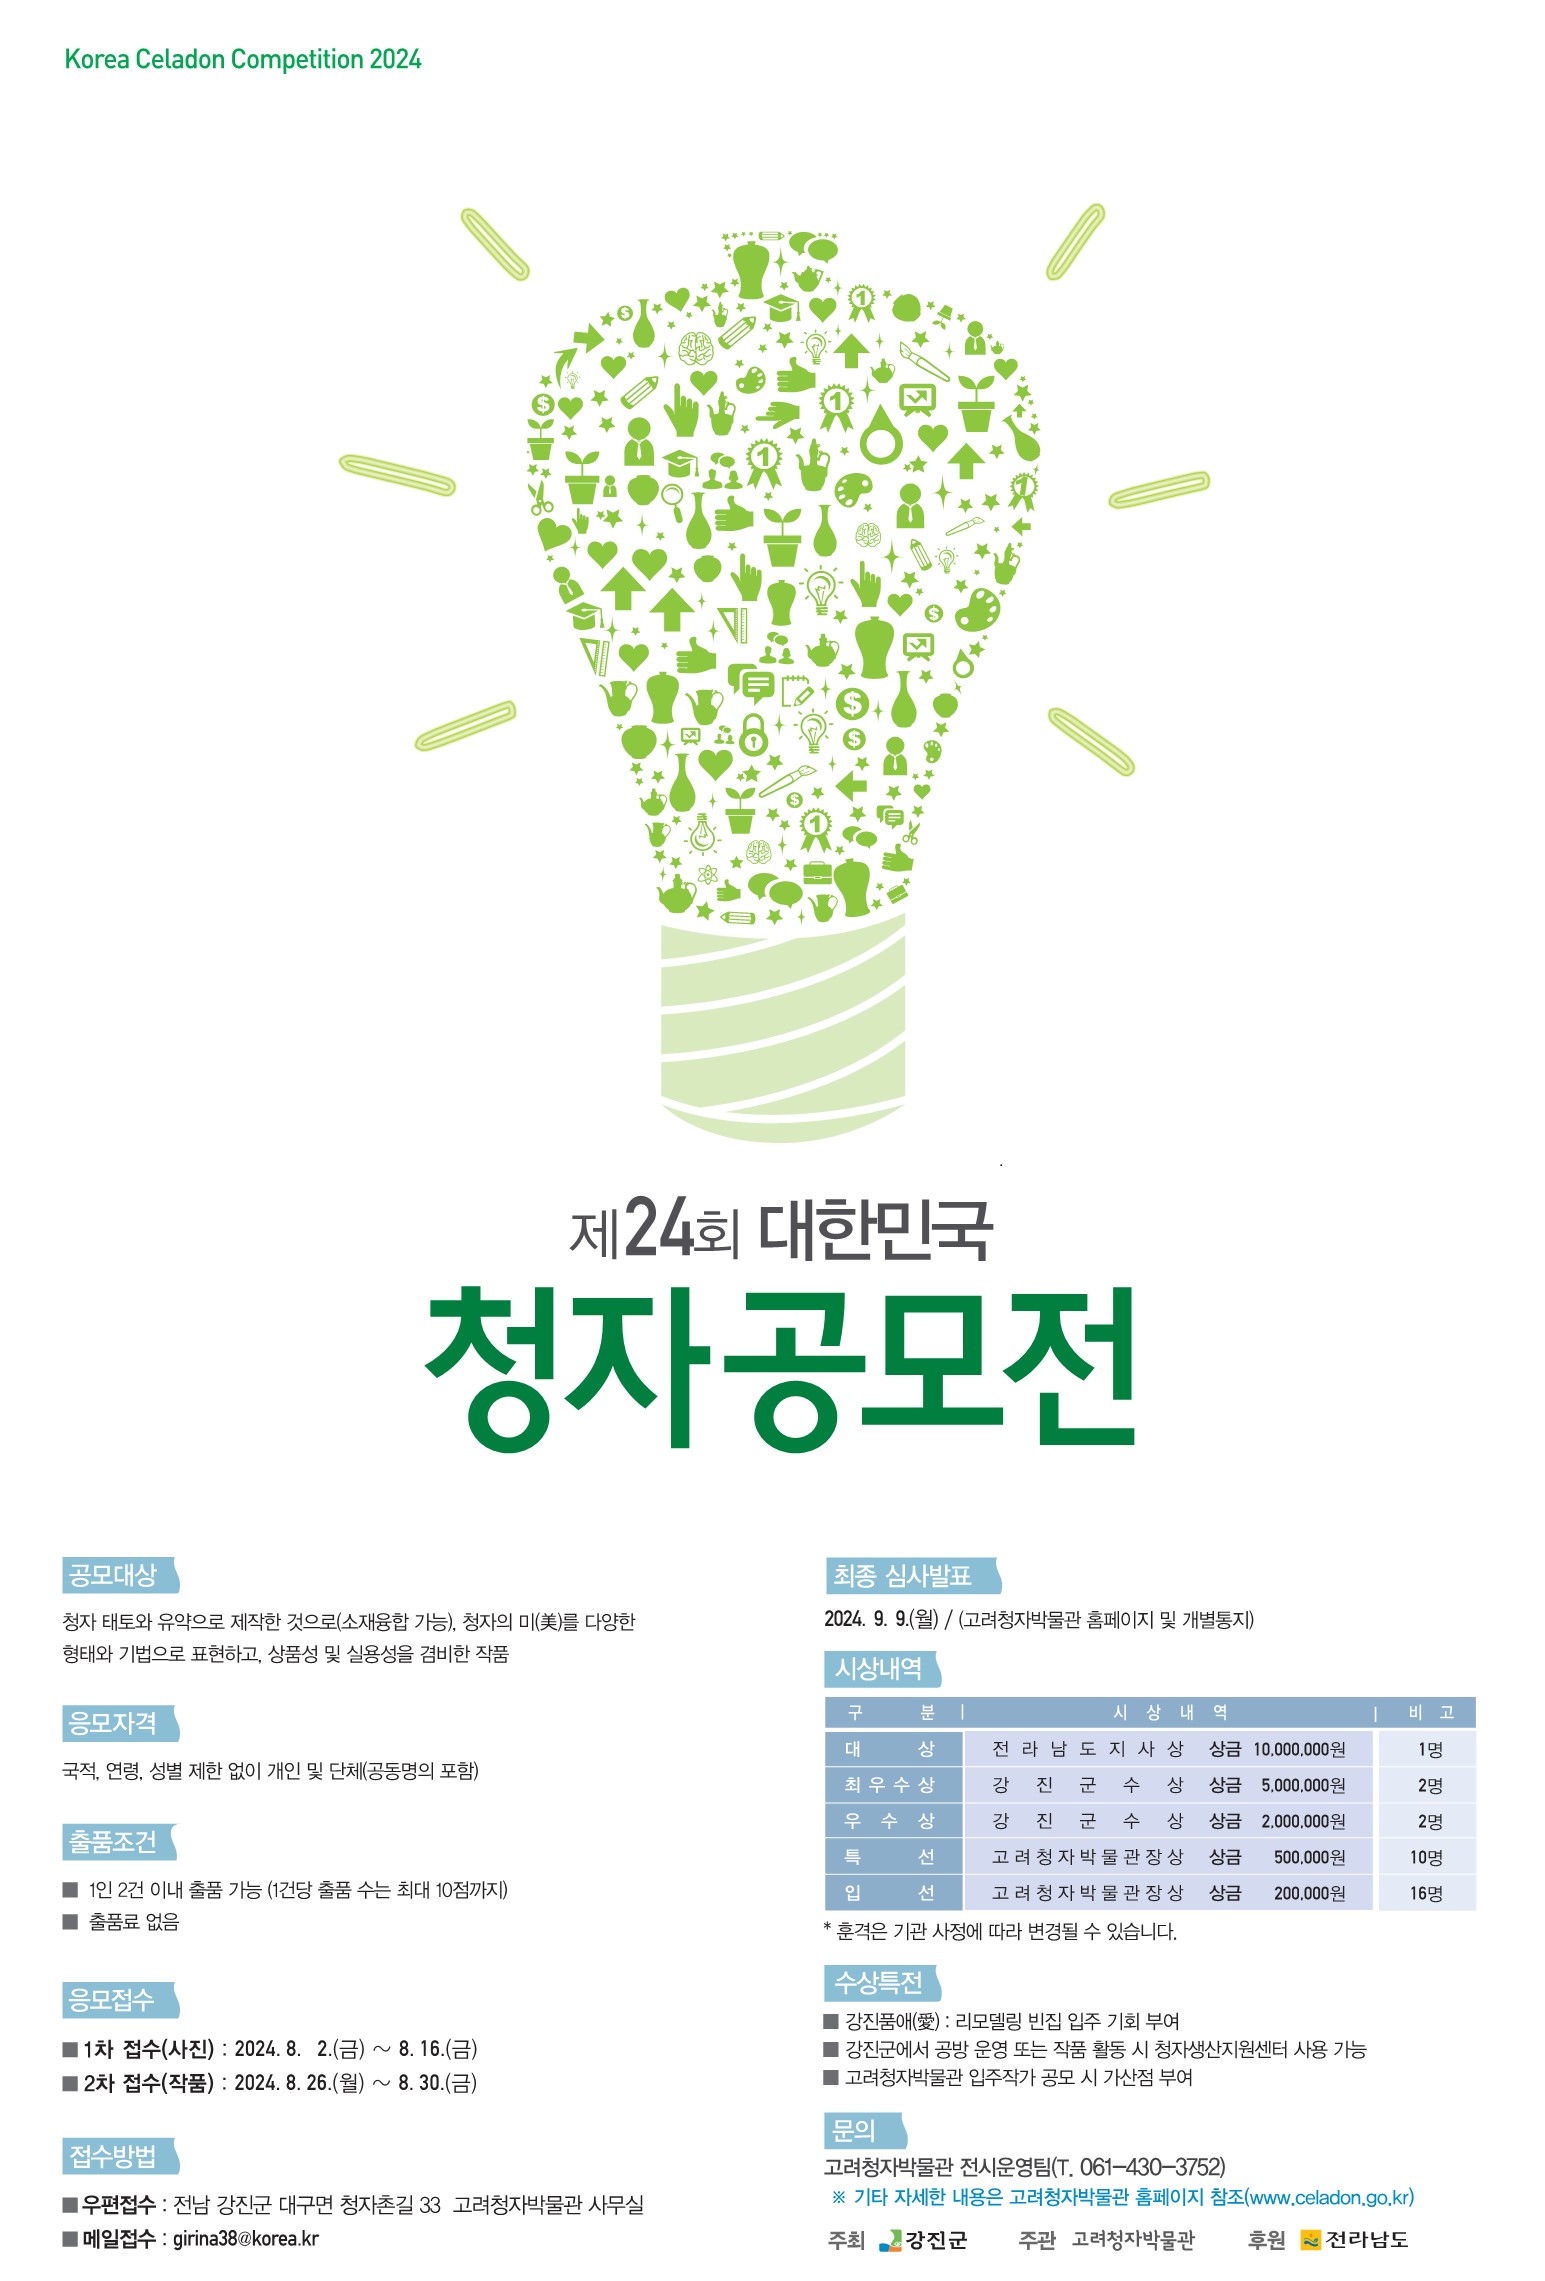 Korea Celadon Competition 2024
제24회 대한민국
청자공모전
공모대상
청자 태토와 유약으로 제작한 것으로(소재융합 가능), 청자의 미(美)를 다양한
형태와 기법으로 표현하고, 상품성 및 실용성을 겸비한 작품
응모자격
국적, 연령, 성별 제한 없이 개인 및 단체(공동명의 포함)
출품조건
■ 1인 2건 이내 출품 가능 (1건당 출품 수는 최대 10점까지)
■ 출품료 없음
응모접수
■ 1차 접수(사진) : 2024. 8. 2.(금) ~ 8. 16.(금)
■ 2차 접수(작품) : 2024. 8. 26.(월) ~ 8. 30.(금)
접수방법
■ 우편접수 : 전남 강진군 대구면 청자촌길 33 고려청자박물관 사무실
■ 메일접수 : girina38@korea.kr
최종 심사발표
2024. 9. 9.(월) / (고려청자박물관 홈페이지 및 개별통지)
시상내역
구 분 | 시 상 내 역 | 비 고
대 상 전 라 남 도 지 사 상 상금 10,000,000원 1명
최 우 수 상 강 진 군 수 상 상금 5,000,000원 2명
우 수 상 강 진 군 수 상 상금 2,000,000원 2명
특 선 고 려 청 자 박 물 관 장 상 상금 500,000원 10명
입 선 고 려 청 자 박 물 관 장 상 상금 200,000원 16명
* 훈격은 기관 사정에 따라 변경될 수 있습니다.
수상특전
■ 강진품애(愛) : 리모델링 빈집 입주 기회 부여
■ 강진군에서 공방 운영 또는 작품 활동 시 청자생산지원센터 사용 가능
■ 고려청자박물관 입주작가 공모 시 가산점 부여
문의
고려청자박물관 전시운영팀(T. 061-430-3752)
※ 기타 자세한 내용은 고려청자박물관 홈페이지 참조(www.celadon.go.kr)
주최 강진군 주관 고려청자박물관 후원 전라남도